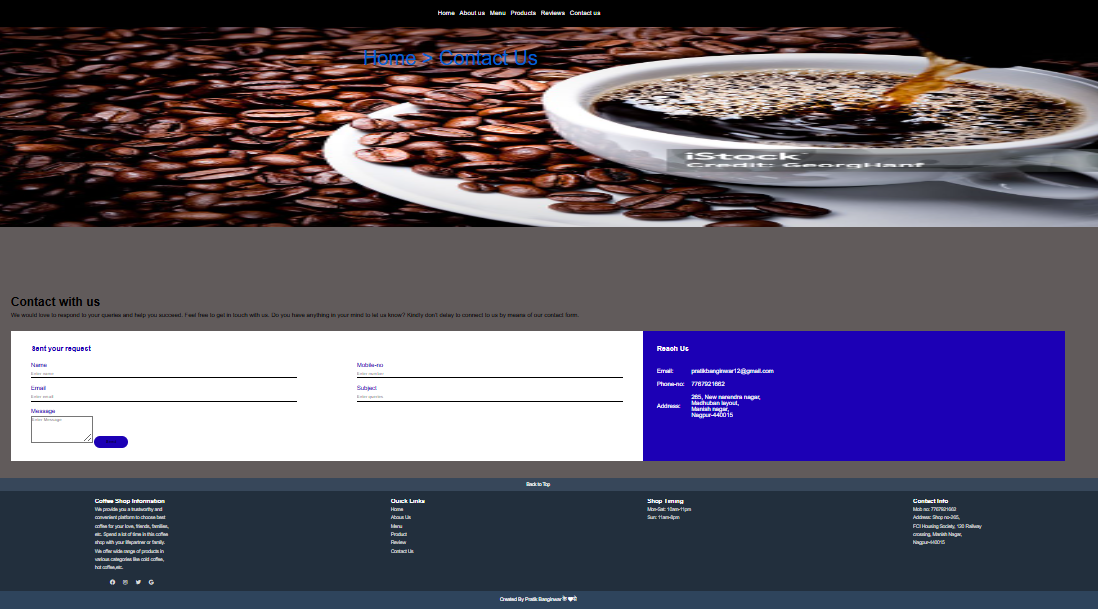 Home About us Menu Products Reviews Contact us
Home > Contact Us
iStock
Credit: GeorgHanf
Contact with us
We would love to respond to your queries and help you succeed. Feel free to get in touch with us. Do you have anything in your mind to let us know? Kindly don't delay to connect to us by means of our contact form.
Sent your request
Name
Enter name
Mobile-no
Enter number
Email
Enter email
Subject
Enter question
Message
Enter Message
Reach Us
Email: pratikbanginwar12@gmail.com
Phone-no: 7767921662
Address: 265, New narendra nagar,
Madhuban layout,
Manish nagar,
Nagpur-440015
Back to Top
Coffee Shop Information
We provide you a trustworthy and
convenient platform to choose best
coffee for your love, friends, families,
etc. Spend a lot of time in this coffee
shop with your lifepartner or family.
We offer wide range of products in
various categories like cold coffee,
hot coffee,etc.
Quick Links
Home
About Us
Menu
Product
Review
Contact Us
Shop Timing
Mon-Sat: 10am-11pm
Sun: 11am-8pm
Contact Info
Mob no: 7767921662
Address: Shop no-265,
FCI Housing Society, 120 Railway
crossing, Manish Nagar,
Nagpur-440015
Created By Pratik Banginwar